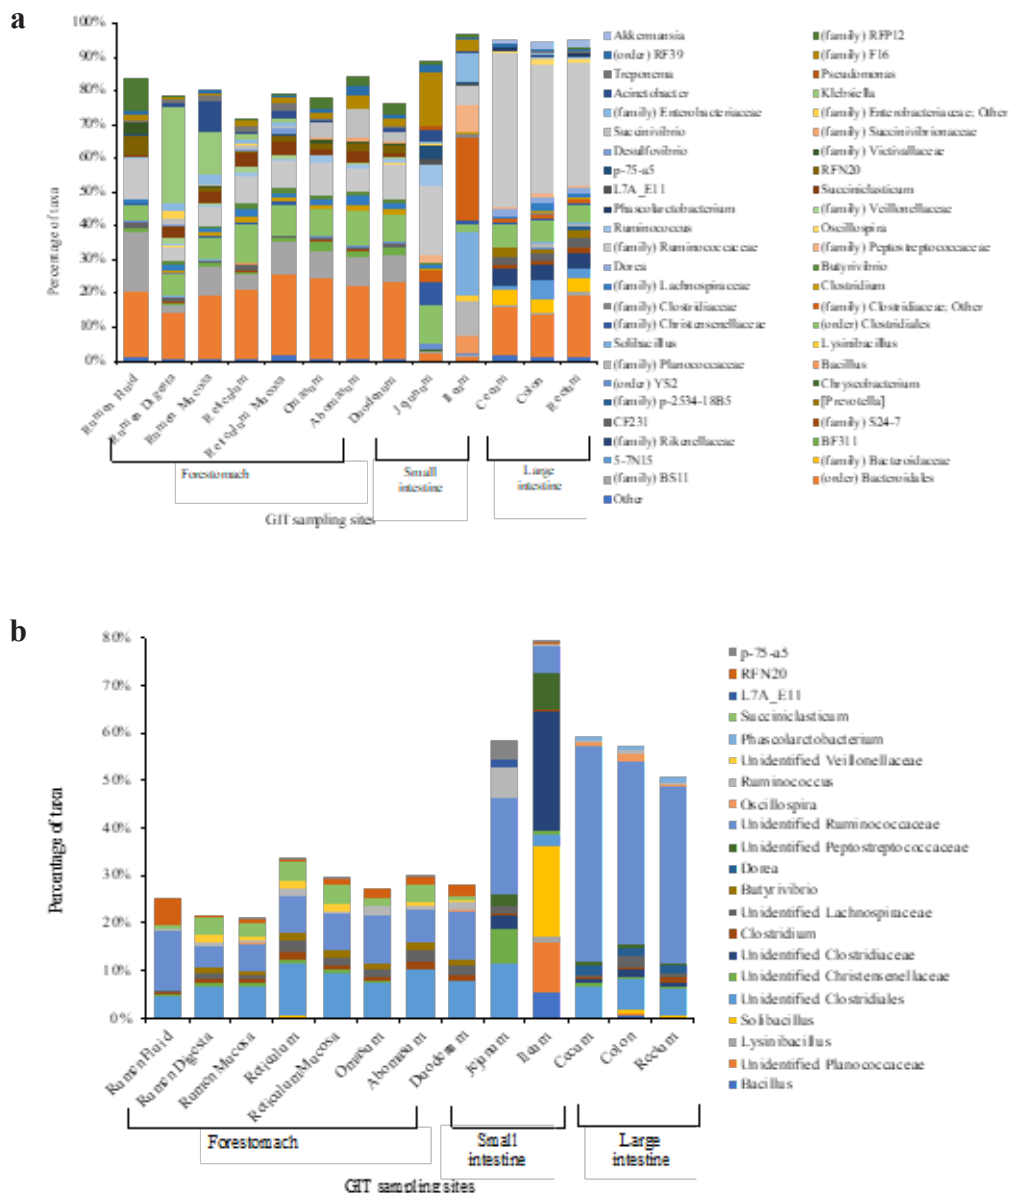 a
100%
90%
80%
70%
60%
50%
40%
30%
20%
10%
0%
Percentage of taxa
Rumen Fluid
Rumen Digesta
Rumen Mucosa
Reticulum
Reticulum Mucosa
Omasum
Abomasum
Duodenum
Jejunum
Ileum
Cecum
Colon
Rectum
Forestomach
Small intestine
Large intestine
GIT sampling sites
Akkermansia
(family) RFP12
(order) RF39
(family) F16
Treponema
Pseudomonas
Acinetobacter
Klebsiella
(family) Enterobacteriaceae
(family) Enterobacteriaceae; Other
Succinivibrio
(family) Succinivibrionaceae
Desulfovibrio
(family) Victivallaceae
p-75-a5
RFN20
L7A_E11
Succiniclasticum
Phascolarctobacterium
(family) Veillonellaceae
Ruminococcus
Oscillospira
(family) Ruminococcaceae
(family) Peptostreptococcaceae
Dorea
Butyrivibrio
(family) Lachnospiraceae
Clostridium
(family) Clostridiaceae
(family) Clostridiaceae; Other
(family) Christensenellaceae
(order) Clostridiales
Solibacillus
Lysinibacillus
(family) Planococcaceae
Bacillus
(order) YS2
Chryseobacterium
(family) p-2534-18B5
[Prevotella]
CF231
(family) S24-7
(family) Rikenellaceae
BF311
5-7N15
(family) Bacteroidaceae
(family) BS11
(order) Bacteroidales
Other
b
80%
70%
60%
50%
40%
30%
20%
10%
0%
Percentage of taxa
Rumen Fluid
Rumen Digesta
Rumen Mucosa
Reticulum
Reticulum Mucosa
Omasum
Abomasum
Duodenum
Jejunum
Ileum
Cecum
Colon
Rectum
Forestomach
Small
intestine
Large
intestine
GIT sampling sites
p-75-a5
RFN20
L7A_E11
Succiniclasticum
Phascolarctobacterium
Unidentified Veillonellaceae
Ruminococcus
Oscillospira
Unidentified Ruminococcaceae
Unidentified Peptostreptococcaceae
Dorea
Butyrivibrio
Unidentified Lachnospiraceae
Clostridium
Unidentified Clostridiaceae
Unidentified Christensenellaceae
Unidentified Clostridiales
Solibacillus
Lysinibacillus
Unidentified Planococcaceae
Bacillus